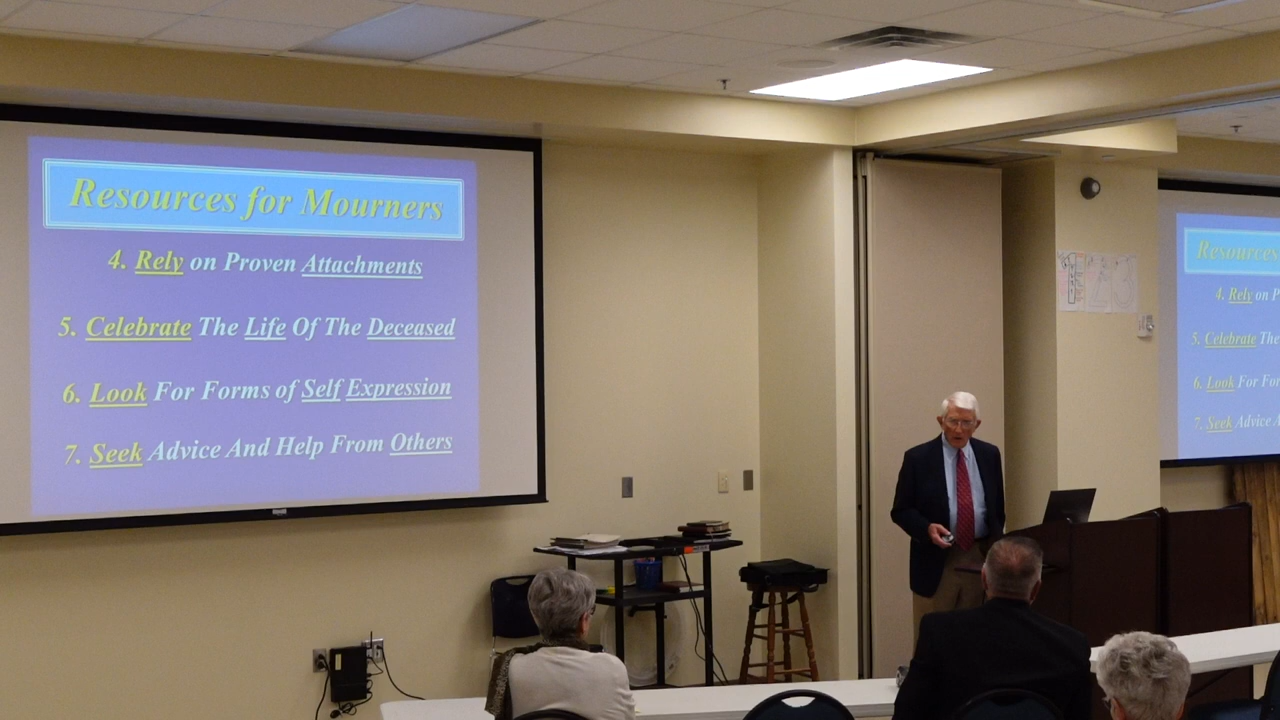 Resources for Mourners
4. Rely on Proven Attachments
5. Celebrate The Life Of The Deceased
6. Look For Forms of Self Expression
7. Seek Advice And Help From Others
Resources
4. Rely on P
5. Celebrate The
6. Look For For
7. Seek Advice A
123